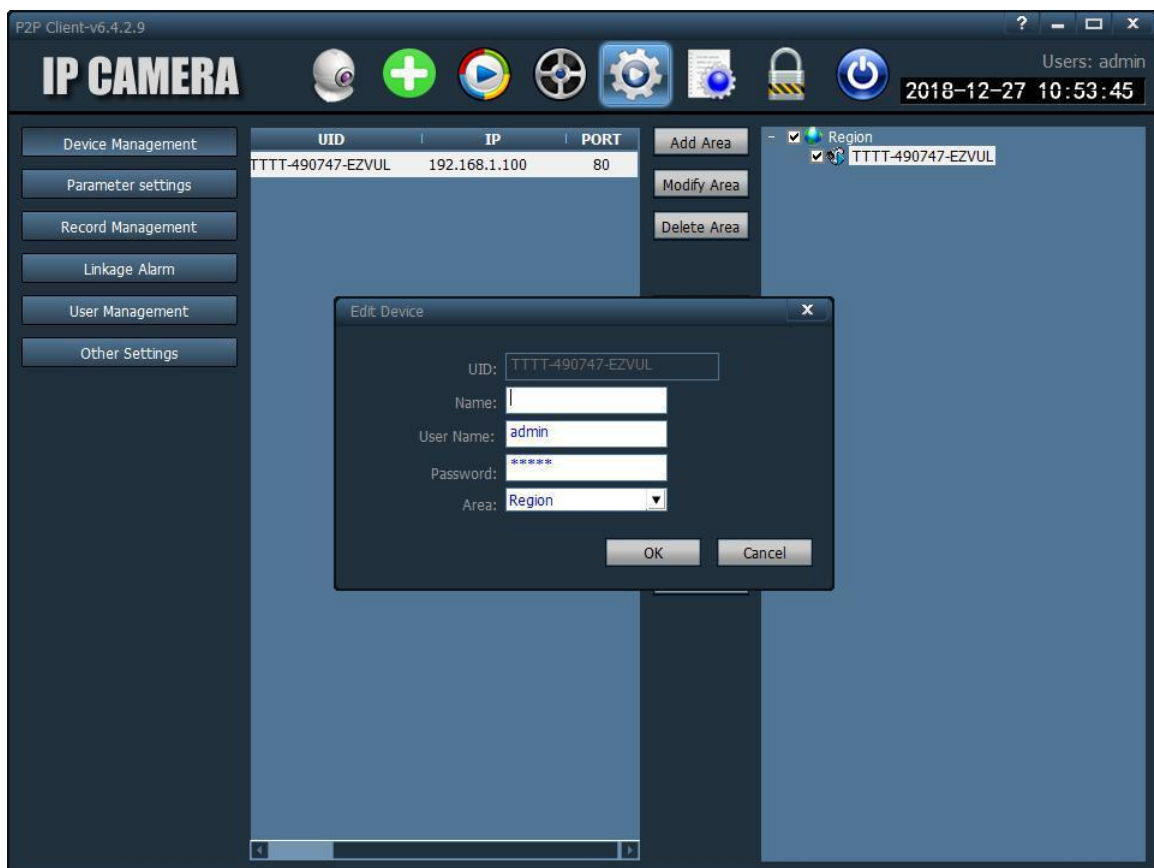 P2P Client-v6.4.2.9
IP CAMERA
Users: admin
2018-12-27 10:53:45
Device Management
Parameter settings
Record Management
Linkage Alarm
User Management
Other Settings
UID IP PORT
TTTT-490747-EZVUL 192.168.1.100 80
Add Area
Modify Area
Delete Area
Region
TTTT-490747-EZVUL
Edit Device
UID: TTTT-490747-EZVUL
Name:
User Name: admin
Password: *****
Area: Region
OK Cancel